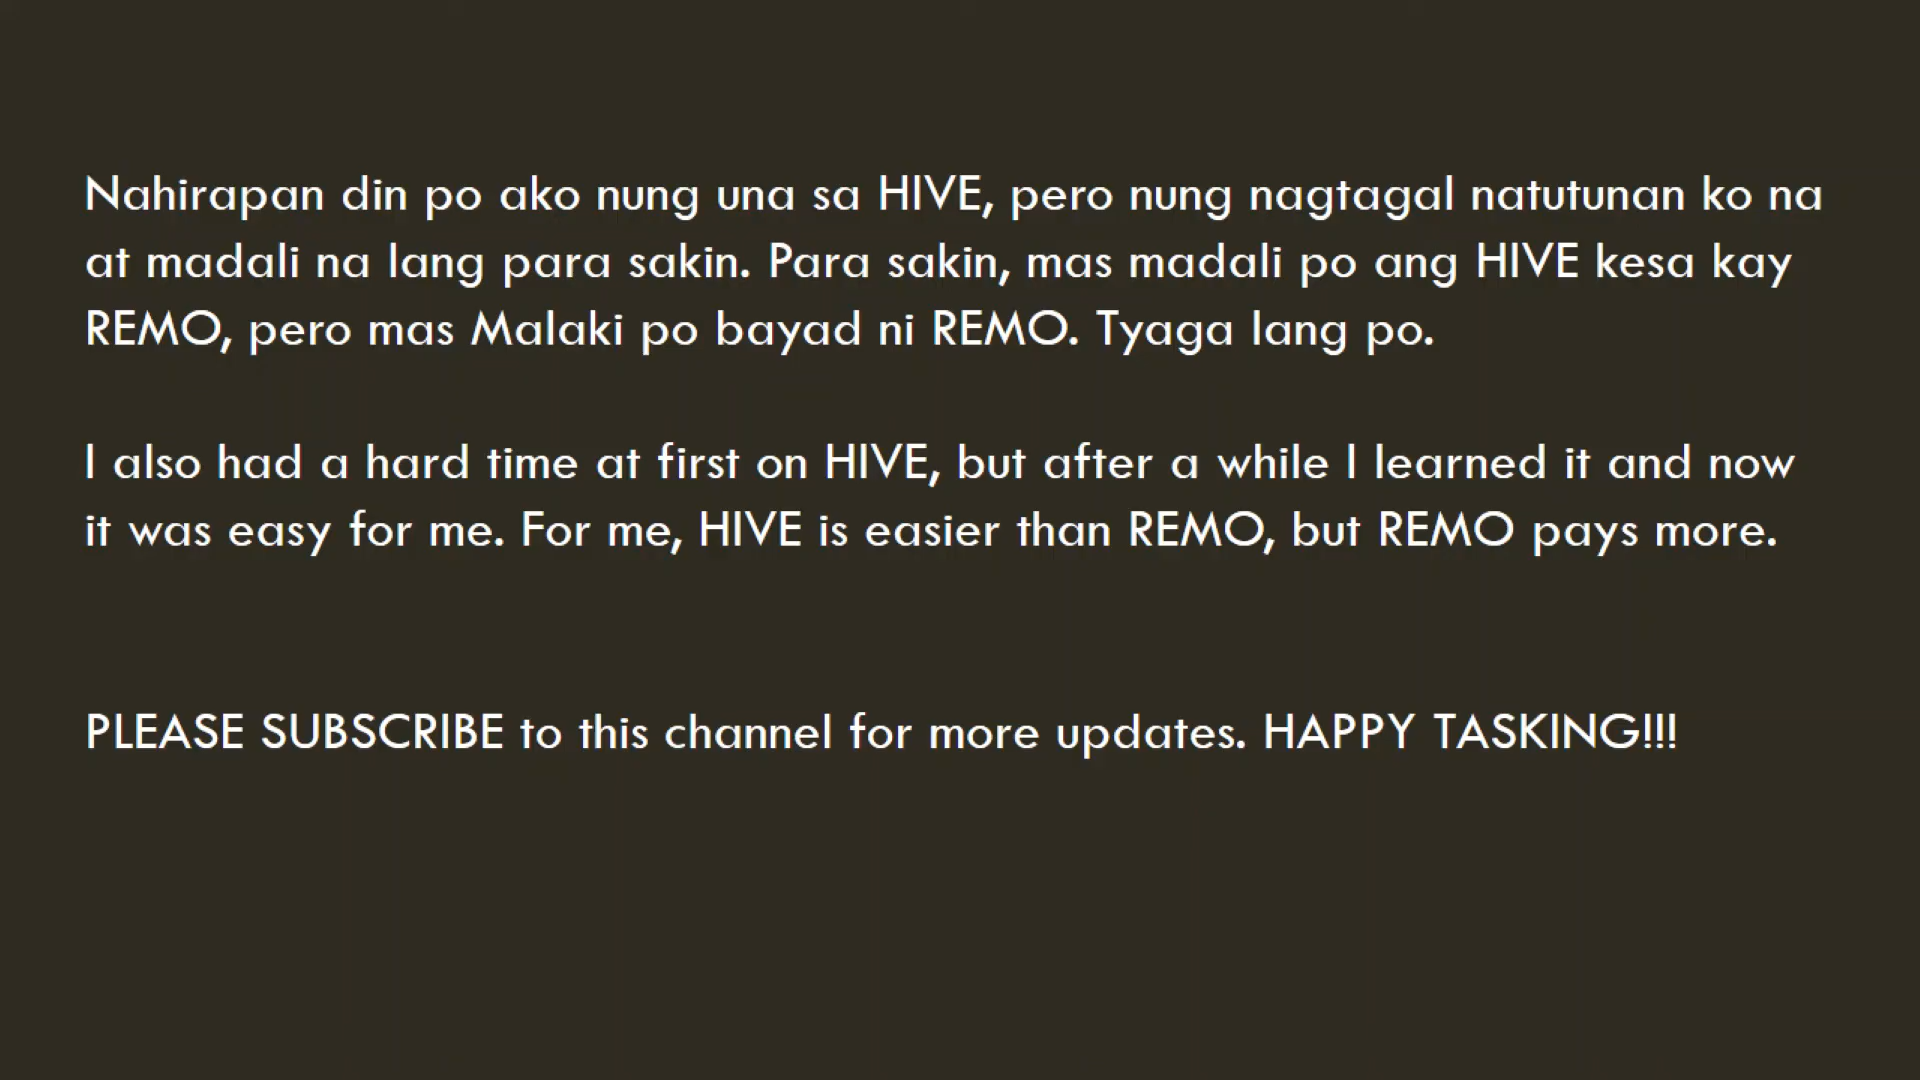 Nahirapan din po ako nung una sa HIVE, pero nung nagtagal natutunan ko na
at madali na lang para sakin. Para sakin, mas madali po ang HIVE kesa kay
REMO, pero mas Malaki po bayad ni REMO. Tyaga lang po.
I also had a hard time at first on HIVE, but after a while I learned it and now
it was easy for me. For me, HIVE is easier than REMO, but REMO pays more.
PLEASE SUBSCRIBE to this channel for more updates. HAPPY TASKING!!!